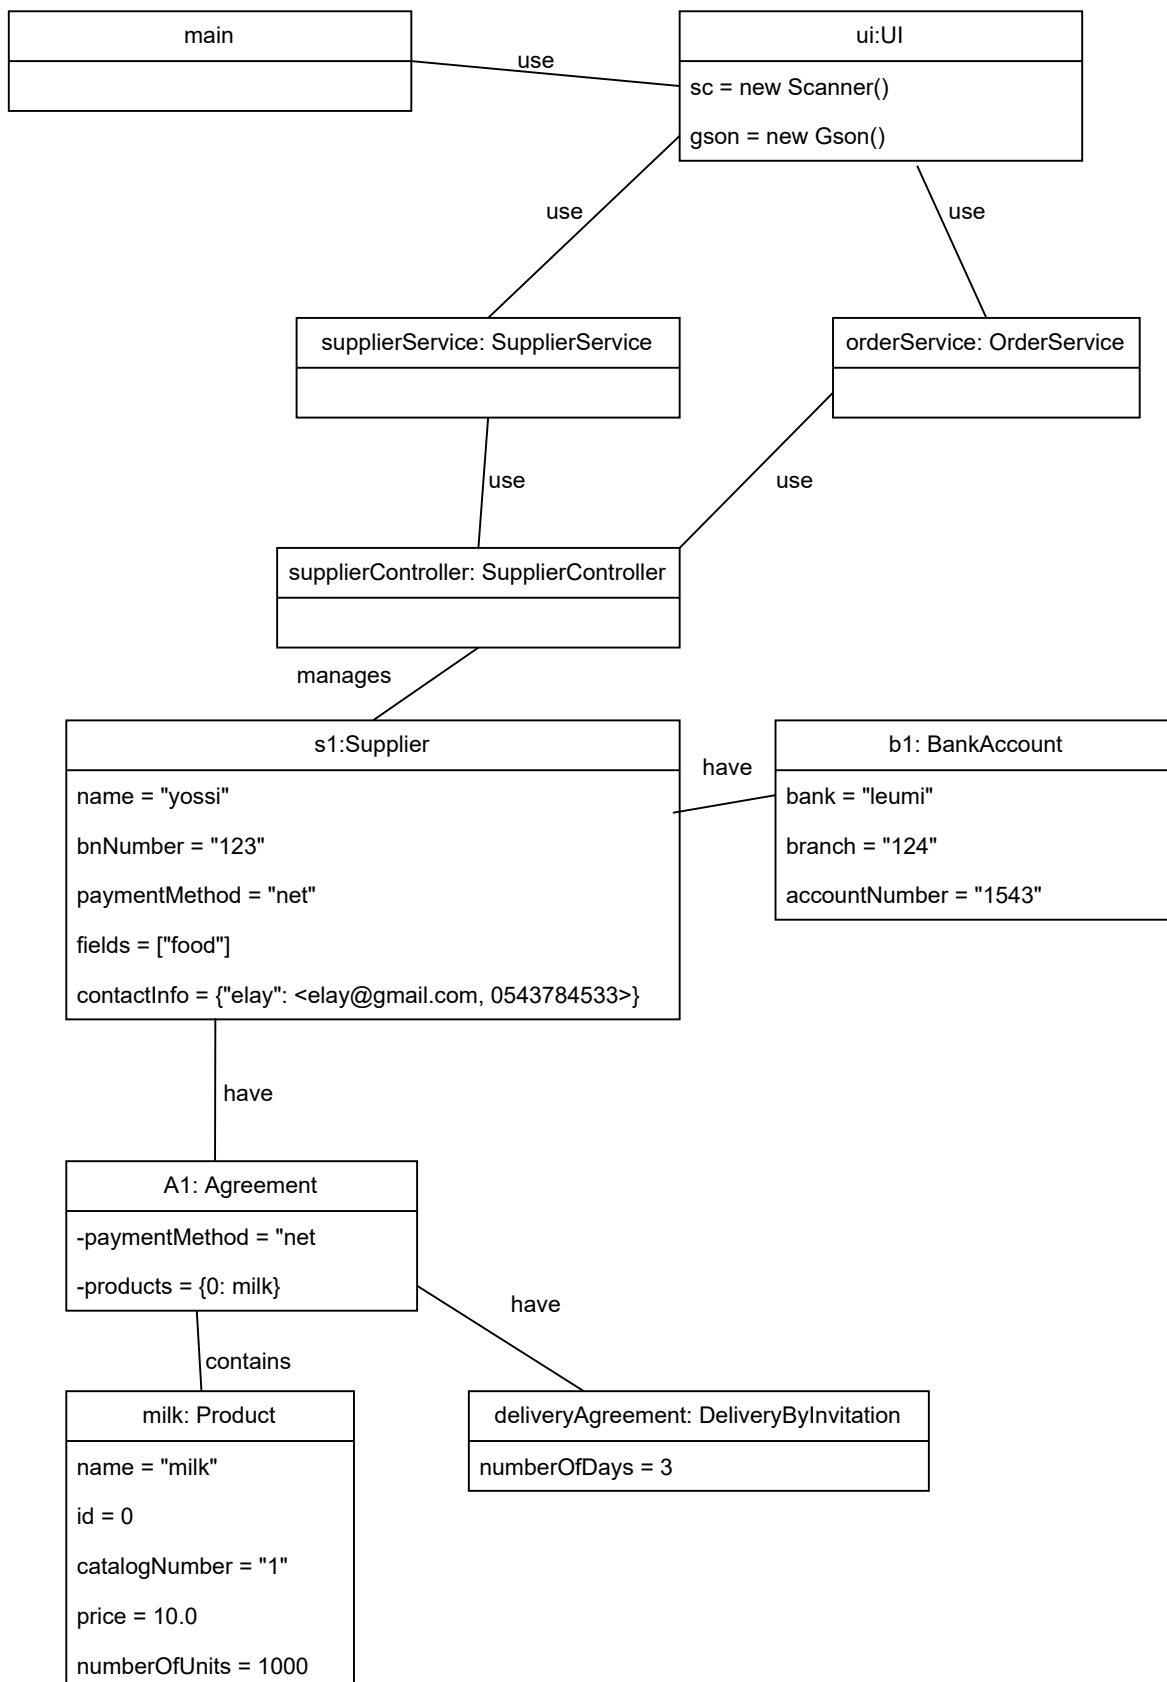 main
ui:UI
use
sc = new Scanner()
gson = new Gson()
use
use
supplierService: SupplierService
orderService: OrderService
use
use
supplierController: SupplierController
manages
s1:Supplier
b1: BankAccount
have
name = "yossi"
bank = "leumi"
bnNumber = "123"
branch = "124"
paymentMethod = "net"
accountNumber = "1543"
fields = ["food"]
contactInfo = {"elay": <elay@gmail.com, 0543784533>}
have
A1: Agreement
-paymentMethod = "net
-products = {0: milk}
have
contains
milk: Product
deliveryAgreement: DeliveryByInvitation
name = "milk"
numberOfDays = 3
id = 0
catalogNumber = "1"
price = 10.0
numberOfUnits = 1000